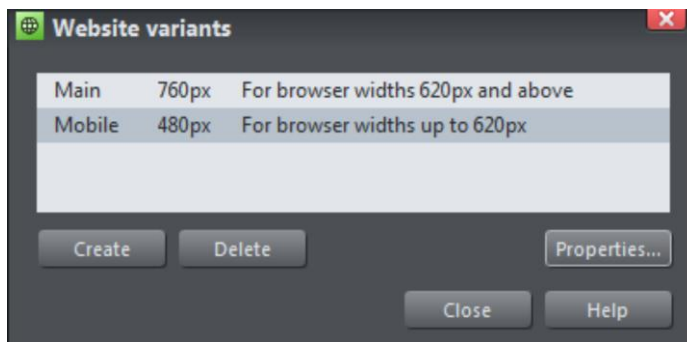 Website variants
Main 760px For browser widths 620px and above
Mobile 480px For browser widths up to 620px
Create Delete Properties...
Close Help